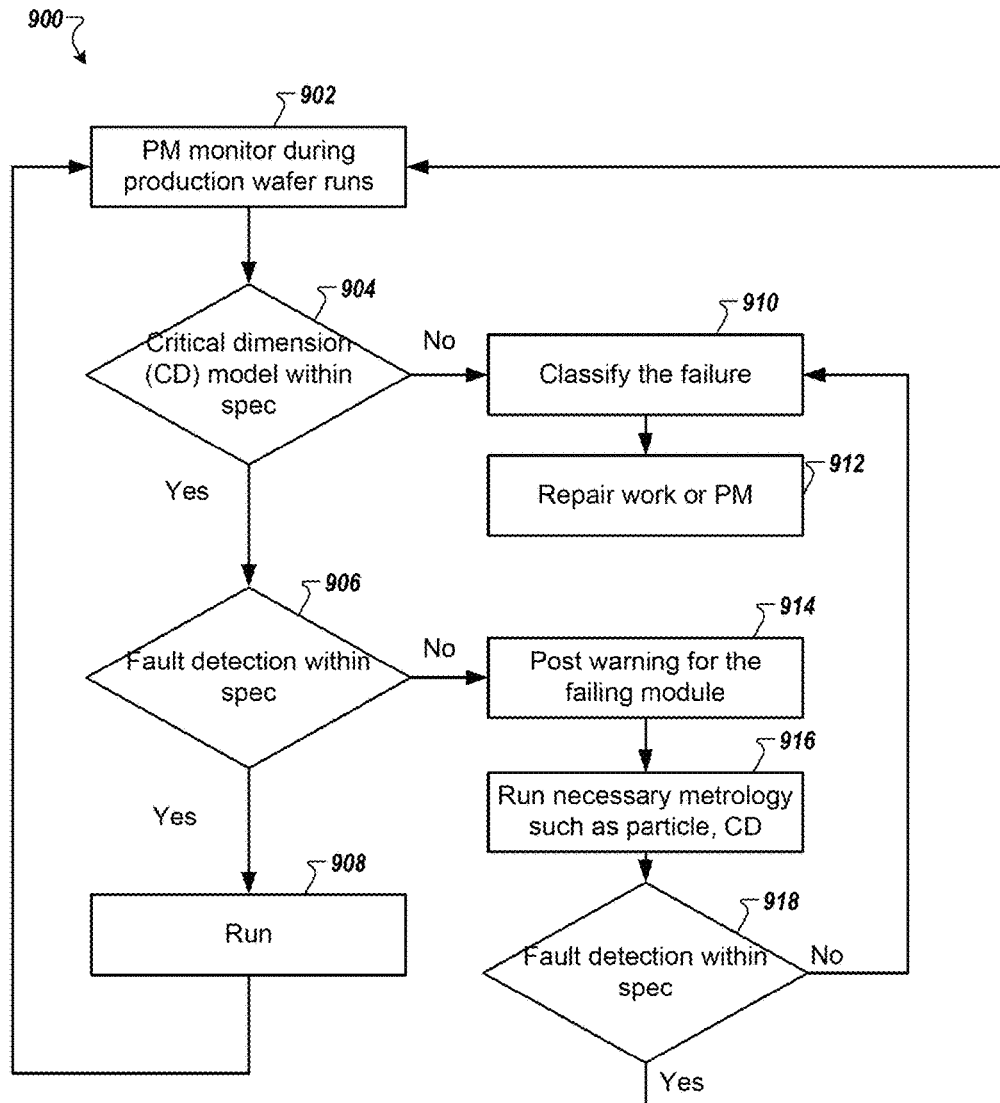 900
902
PM monitor during
production wafer runs
904
Critical dimension
(CD) model within
spec
No
910
Classify the failure
912
Repair work or PM
Yes
906
Fault detection within
spec
No
914
Post warning for the
failing module
916
Run necessary metrology
such as particle, CD
Yes
908
Run
918
Fault detection within
spec
No
Yes